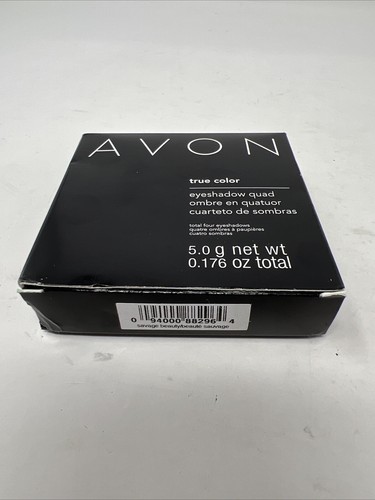 AVON
true color
eyeshadow quad
ombre en quatuor
cuarteto de sombras
total four eyeshadows
quatre ombres à paupières
cuatro sombras
5.0 g net wt
0.176 oz total
0 94000 88296 4
savage beauty/beauté sauvage